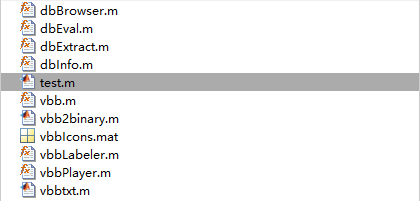 dbBrowser.m
dbEval.m
dbExtract.m
dbInfo.m
test.m
vbb.m
vbb2binary.m
vbbIcons.mat
vbbLabeler.m
vbbPlayer.m
vbbtxt.m